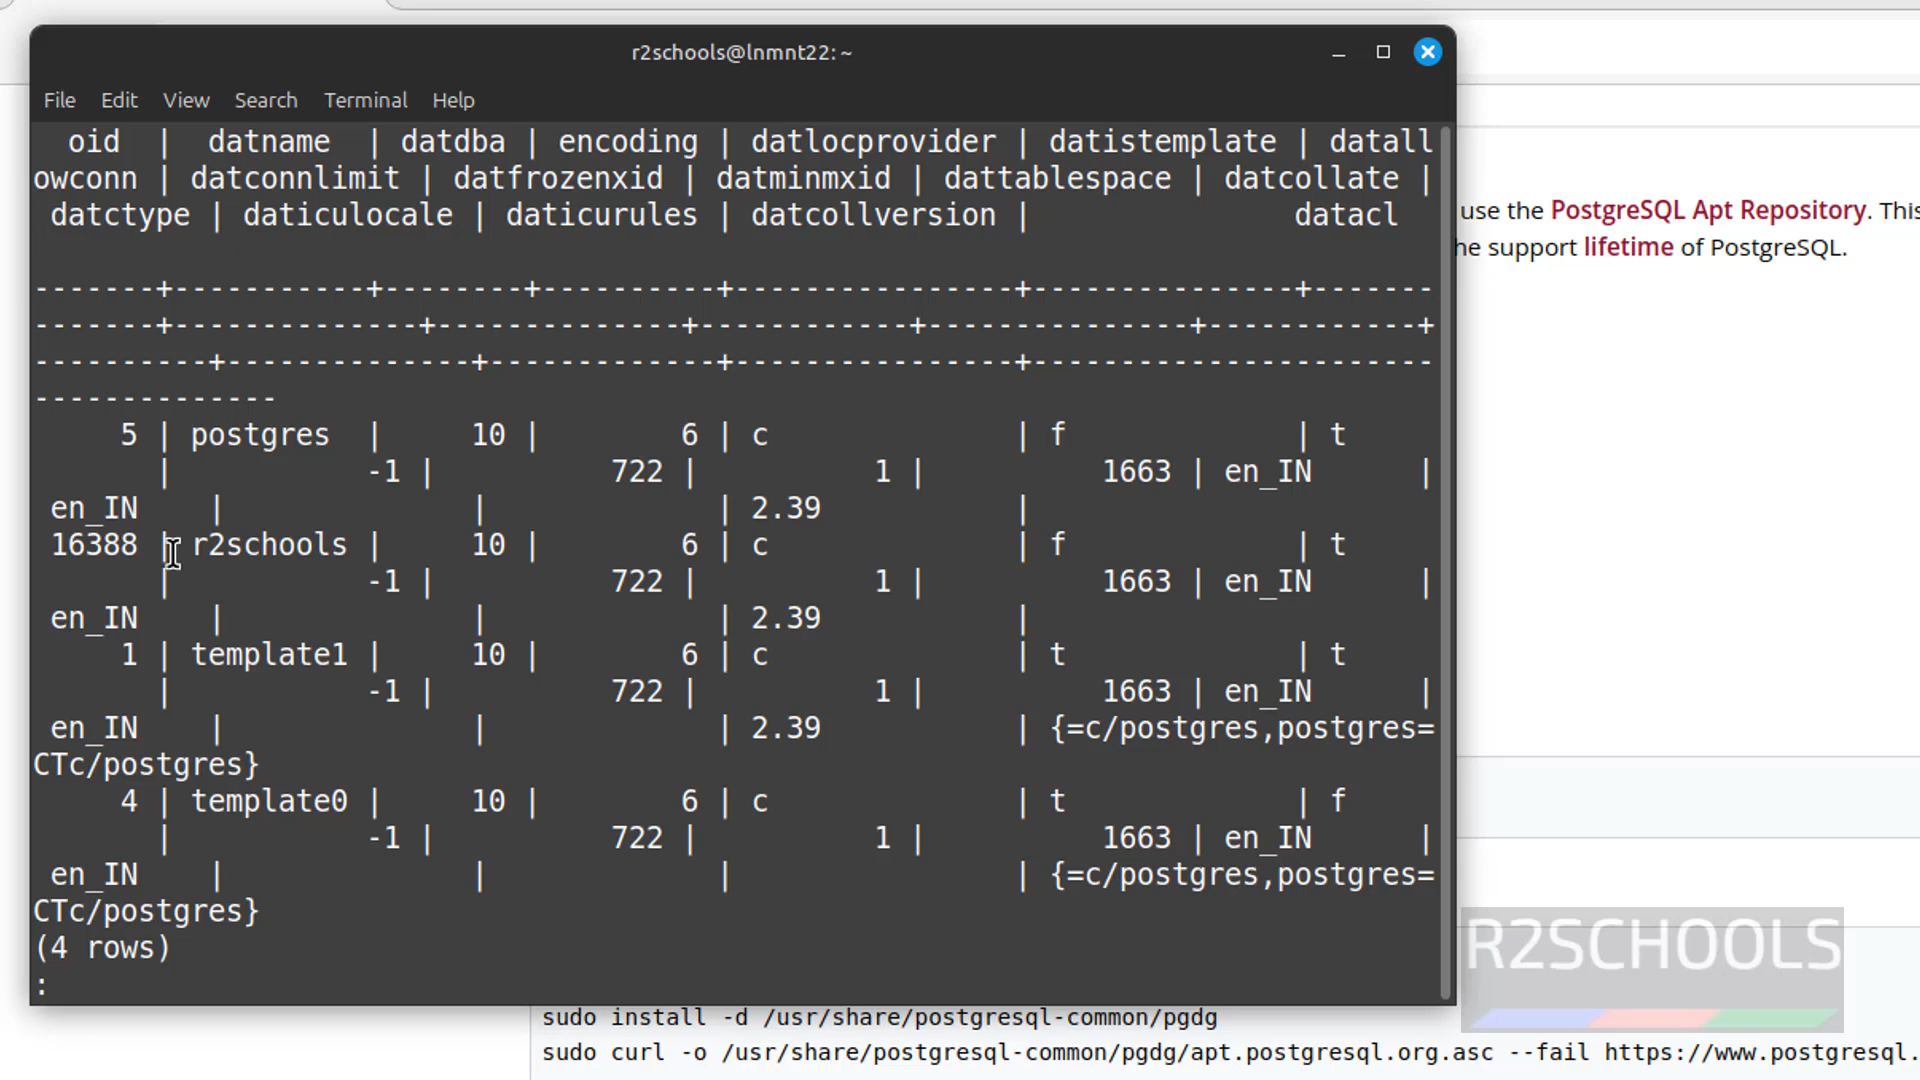 r2schools@lnmnt22: ~
File Edit View Search Terminal Help
  oid  |  datname  | datdba | encoding | datlocprovider | datistemplate | datall
owconn | datconnlimit | datfrozenxid | datminmxid | dattablespace | datcollate |
 datctype | daticulocale | daticurules | datcollversion |               datacl
-------+-----------+--------+----------+----------------+---------------+-------
-------+--------------+--------------+------------+---------------+------------+
----------+--------------+-------------+----------------+-----------------------
--------------
     5 | postgres  |     10 |        6 | c              | f             | t
       |           -1 |          722 |          1 |          1663 | en_IN      |
 en_IN    |              |             | 2.39           |
 16388 | r2schools |     10 |        6 | c              | f             | t
       |           -1 |          722 |          1 |          1663 | en_IN      |
 en_IN    |              |             | 2.39           |
     1 | template1 |     10 |        6 | c              | t             | t
       |           -1 |          722 |          1 |          1663 | en_IN      |
 en_IN    |              |             | 2.39           | {=c/postgres,postgres=
CTc/postgres}
     4 | template0 |     10 |        6 | c              | t             | f
       |           -1 |          722 |          1 |          1663 | en_IN      |
 en_IN    |              |             |                | {=c/postgres,postgres=
CTc/postgres}
(4 rows)
:
use the PostgreSQL Apt Repository. This
he support lifetime of PostgreSQL.
R2SCHOOLS
sudo install -d /usr/share/postgresql-common/pgdg
sudo curl -o /usr/share/postgresql-common/pgdg/apt.postgresql.org.asc --fail https://www.postgresql.